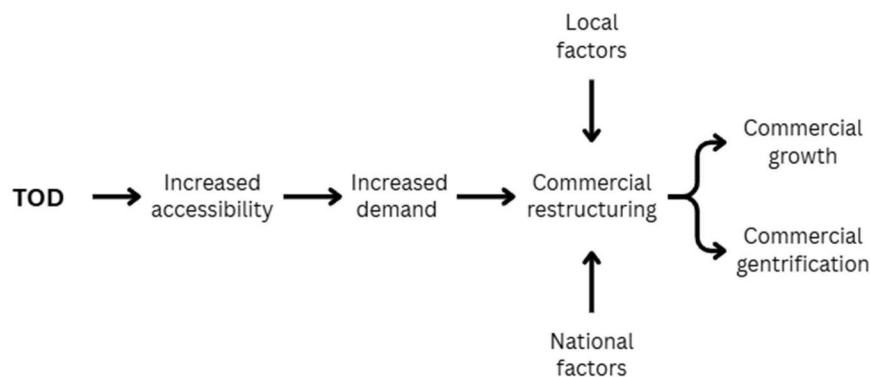 Local
factors
TOD
Increased
accessibility
Increased
demand
Commercial
restructuring
Commercial
growth
Commercial
gentrification
National
factors